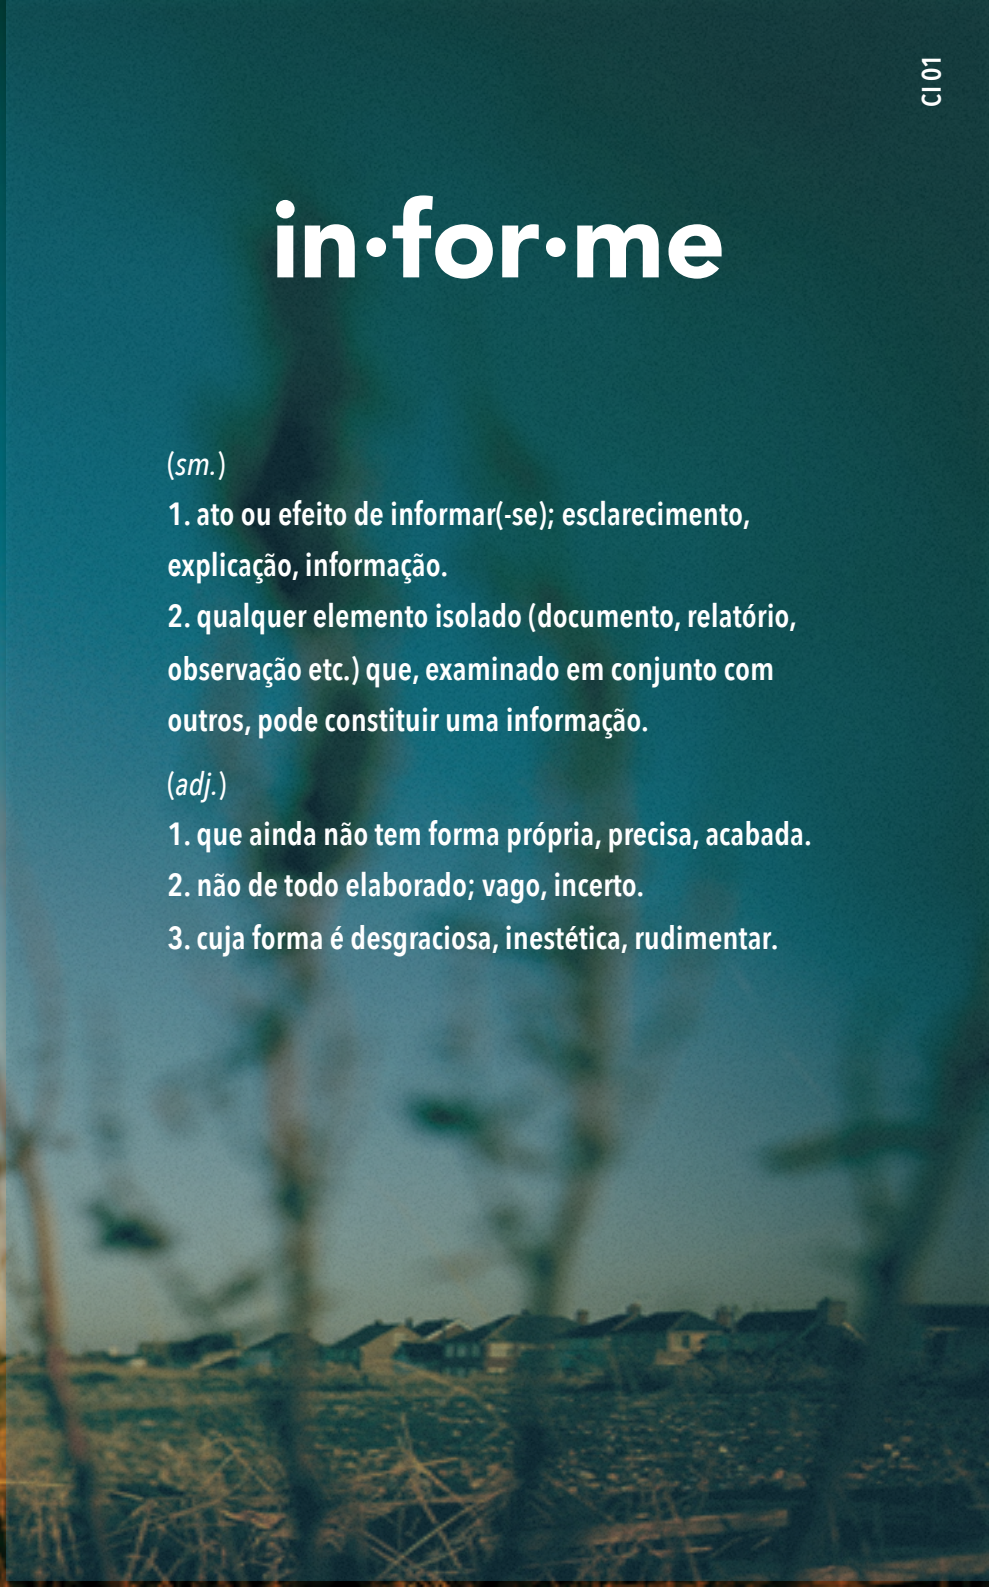 CI 01
in·for·me
(sm.)
1. ato ou efeito de informar(-se); esclarecimento,
explicação, informação.
2. qualquer elemento isolado (documento, relatório,
observação etc.) que, examinado em conjunto com
outros, pode constituir uma informação.
(adj.)
1. que ainda não tem forma própria, precisa, acabada.
2. não de todo elaborado; vago, incerto.
3. cuja forma é desgraciosa, inestética, rudimentar.